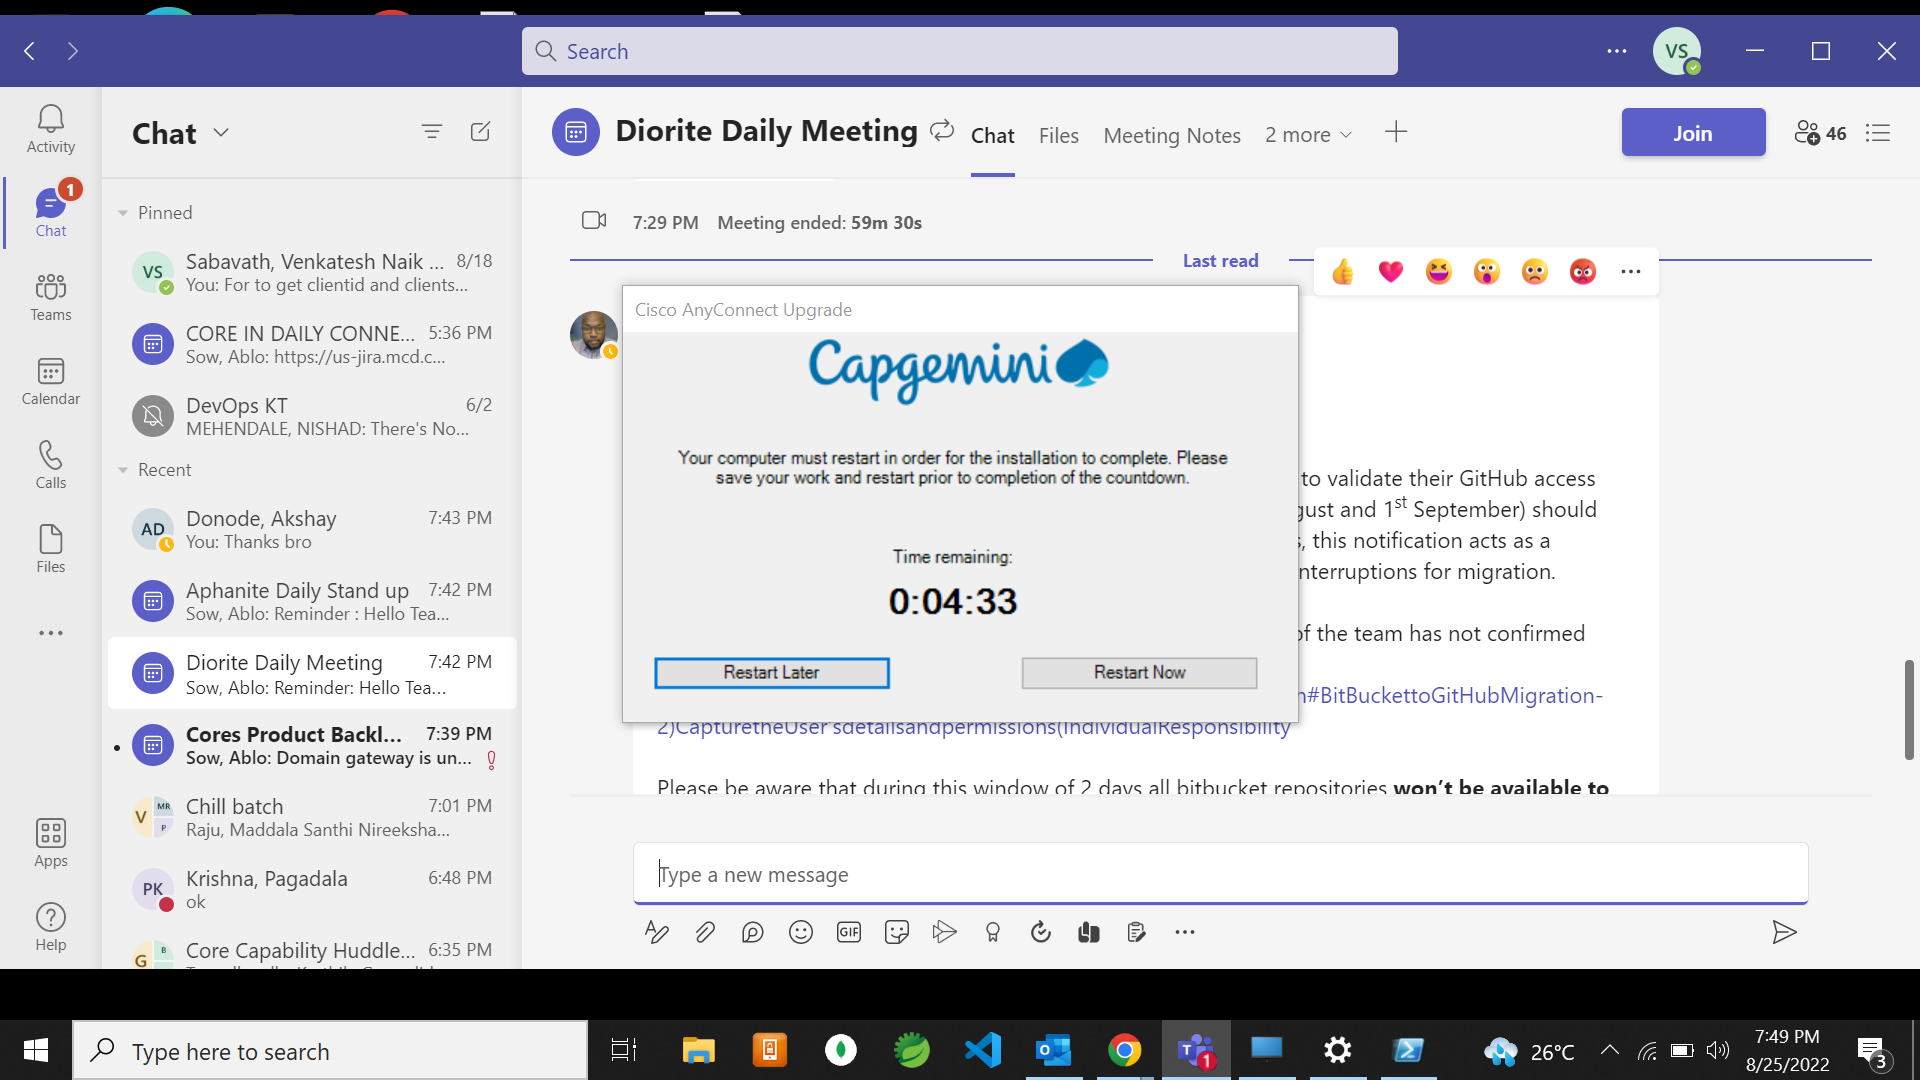 Search
VS
Activity
1
Chat
Teams
Calendar
Calls
Files
Apps
Help
Chat
Pinned
VS
Sabavath, Venkatesh Naik ... 8/18
You: For to get clientid and clients...
CORE IN DAILY CONNE... 5:36 PM
Sow, Ablo: https://us-jira.mcd.c...
DevOps KT 6/2
MEHENDALE, NISHAD: There's No...
Recent
AD
Donode, Akshay 7:43 PM
You: Thanks bro
Aphanite Daily Stand up 7:42 PM
Sow, Ablo: Reminder : Hello Tea...
Diorite Daily Meeting 7:42 PM
Sow, Ablo: Reminder: Hello Tea...
Cores Product Backl... 7:39 PM
Sow, Ablo: Domain gateway is un...
V MR P
Chill batch 7:01 PM
Raju, Maddala Santhi Nireeksha...
PK
Krishna, Pagadala 6:48 PM
ok
G B
Core Capability Huddle... 6:35 PM
Diorite Daily Meeting Chat Files Meeting Notes 2 more
Join 46
7:29 PM Meeting ended: 59m 30s
Last read
Cisco AnyConnect Upgrade
Capgemini
Your computer must restart in order for the installation to complete. Please
save your work and restart prior to completion of the countdown.
Time remaining:
0:04:33
Restart Later Restart Now
to validate their GitHub access
gust and 1st September) should
s, this notification acts as a
nterruptions for migration.
of the team has not confirmed
n#BitBuckettoGitHubMigration-
2)CapturetheUser'sdetailsandpermissions(IndividualResponsibility
Please be aware that during this window of 2 days all bitbucket repositories won't be available to
Type a new message
GIF
Type here to search
1
26°C
7:49 PM
8/25/2022
3